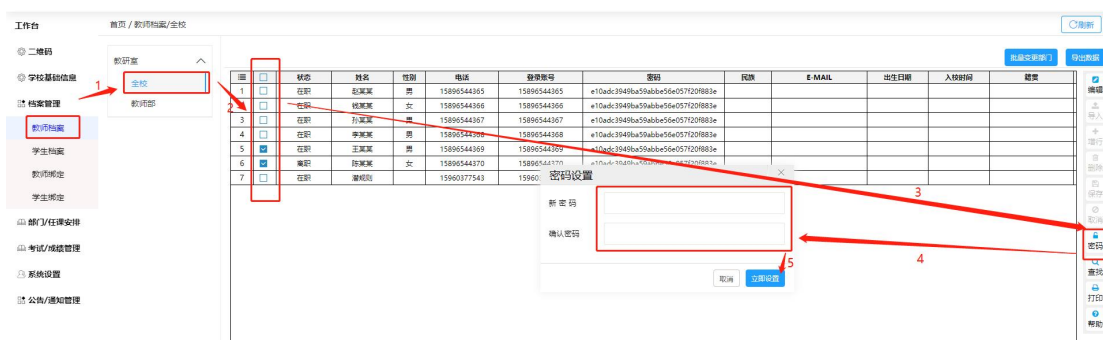 工作台
首页 / 教师档案/全校
刷新
二维码
学校基础信息
档案管理
教师档案
学生档案
教师绑定
学生绑定
部门/任课安排
考试/成绩管理
系统设置
公告/通知管理
教研室
全校
教师部
批量变更部门
导出数据
状态 姓名 性别 电话 登录账号 密码 民族 E-MAIL 出生日期 入校时间 籍贯
1 在职 赵某某 男 15896544365 15896544365 e10adc3949ba59abbe56e057f20f883e
2 在职 钱某某 女 15896544366 15896544366 e10adc3949ba59abbe56e057f20f883e
3 在职 孙某某 男 15896544367 15896544367 e10adc3949ba59abbe56e057f20f883e
4 在职 李某某 男 15896544368 15896544368 e10adc3949ba59abbe56e057f20f883e
5 在职 王某某 男 15896544369 15896544369 e10adc3949ba59abbe56e057f20f883e
6 离职 陈某某 女 15896544370 15896544370 e10adc3949ba59abbe56e057f20f883e
7 在职 潜规则 15960377543
密码设置
新 密 码
确认密码
取消
立即设置
编辑
导入
增行
删除
保存
取消
密码
查找
打印
帮助
1
2
3
4
5